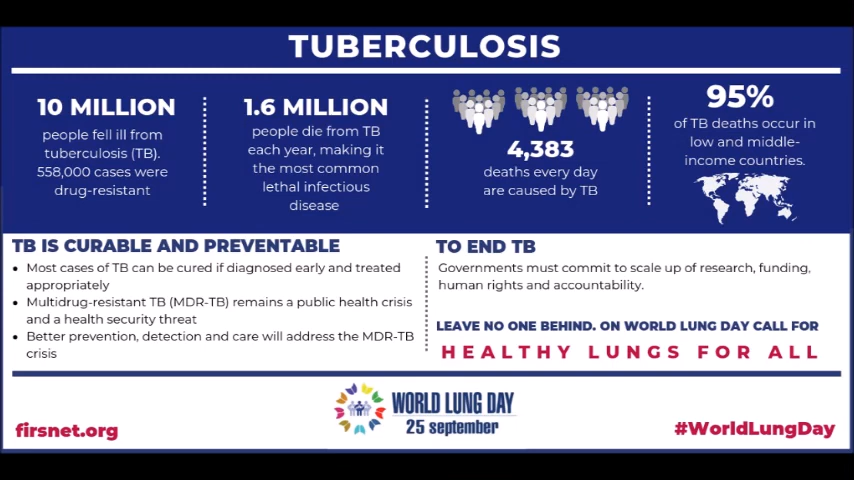 TUBERCULOSIS
10 MILLION
people fell ill from
tuberculosis (TB).
558,000 cases were
drug-resistant
1.6 MILLION
people die from TB
each year, making it
the most common
lethal infectious
disease
4,383
deaths every day
are caused by TB
95%
of TB deaths occur in
low and middle-
income countries.
TB IS CURABLE AND PREVENTABLE
• Most cases of TB can be cured if diagnosed early and treated
appropriately
• Multidrug-resistant TB (MDR-TB) remains a public health crisis
and a health security threat
• Better prevention, detection and care will address the MDR-TB
crisis
TO END TB
Governments must commit to scale up of research, funding,
human rights and accountability.
LEAVE NO ONE BEHIND. ON WORLD LUNG DAY CALL FOR
HEALTHY LUNGS FOR ALL
WORLD LUNG DAY
25 september
firsnet.org
#WorldLungDay